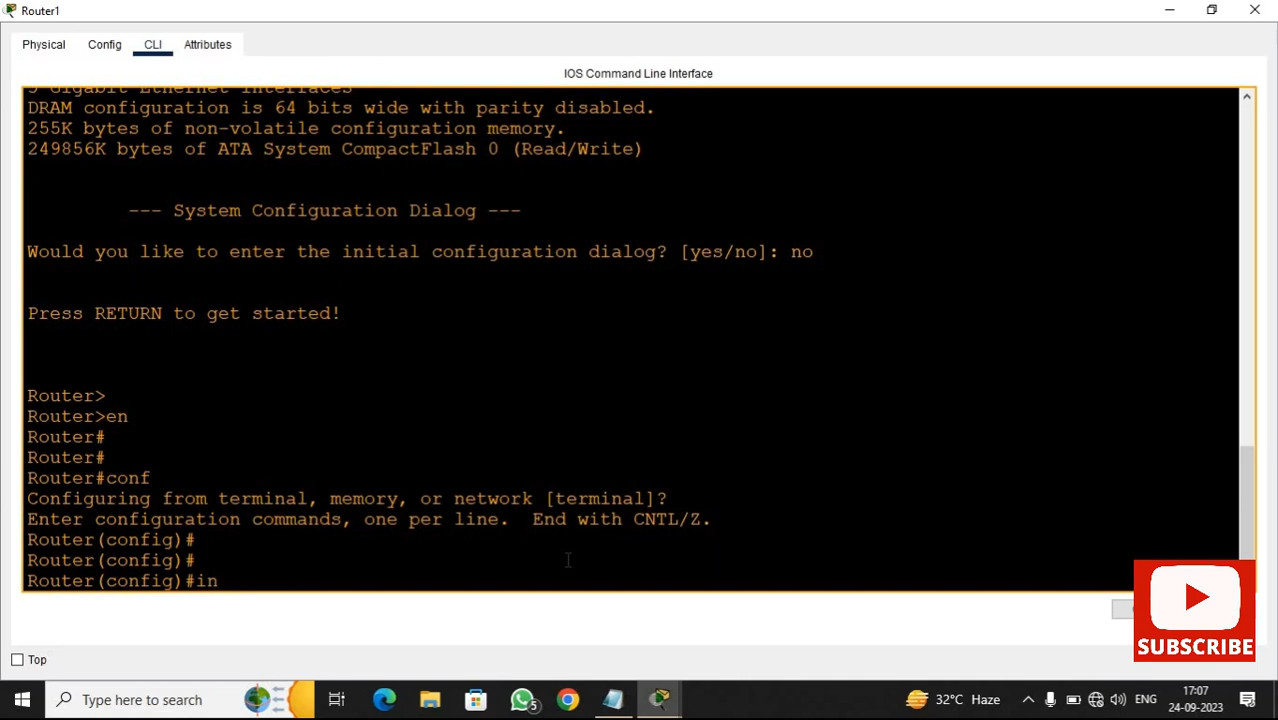 Router1
Physical
Config
CLI
Attributes
IOS Command Line Interface
3 Gigabit Ethernet interfaces
DRAM configuration is 64 bits wide with parity disabled.
255K bytes of non-volatile configuration memory.
249856K bytes of ATA System CompactFlash 0 (Read/Write)
--- System Configuration Dialog ---
Would you like to enter the initial configuration dialog? [yes/no]: no
Press RETURN to get started!
Router>
Router>en
Router#
Router#
Router#conf
Configuring from terminal, memory, or network [terminal]?
Enter configuration commands, one per line.  End with CNTL/Z.
Router(config)#
Router(config)#
Router(config)#in
SUBSCRIBE
Top
Type here to search
5
32°C Haze
ENG
17:07
24-09-2023